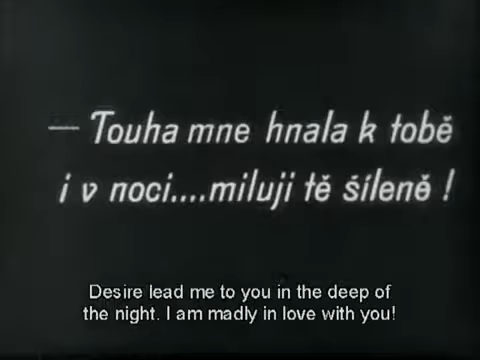 — Touha mne hnala k tobě
i v noci....miluji tě šíleně !
Desire lead me to you in the deep of
the night. I am madly in love with you!